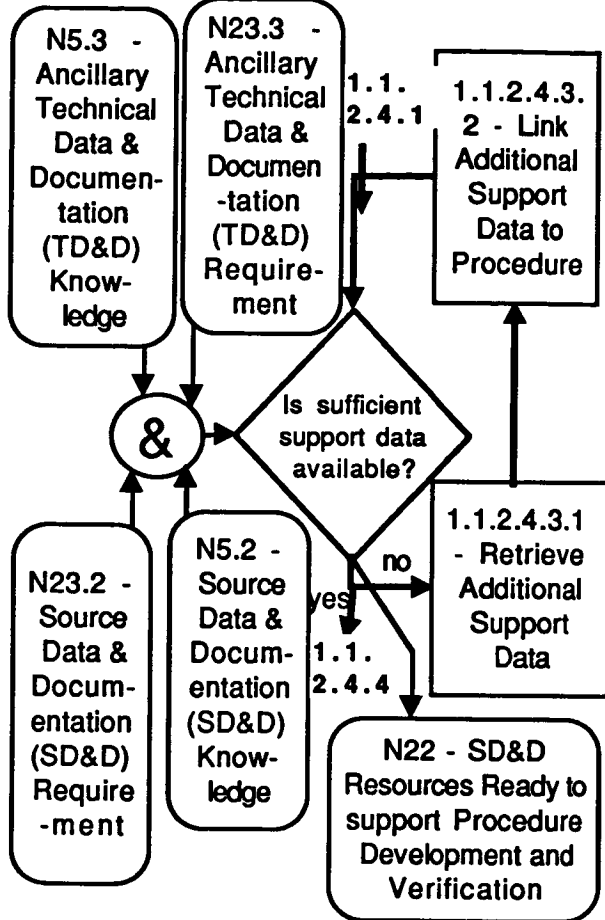 N5.3 -
Ancillary
Technical
Data &
Documen-
tation
(TD&D)
Know-
ledge
N23.3 -
Ancillary
Technical
Data &
Documen
-tation
(TD&D)
Require-
ment
1.1.
2.4.1
1.1.2.4.3.
2 - Link
Additional
Support
Data to
Procedure
&
Is sufficient
support data
available?
N23.2 -
Source
Data &
Docum-
entation
(SD&D)
Require
-ment
N5.2 -
Source
Data &
Docum-
entation
(SD&D)
Know-
ledge
yes
1.1.
2.4.4
no
1.1.2.4.3.1
- Retrieve
Additional
Support
Data
N22 - SD&D
Resources Ready to
support Procedure
Development and
Verification